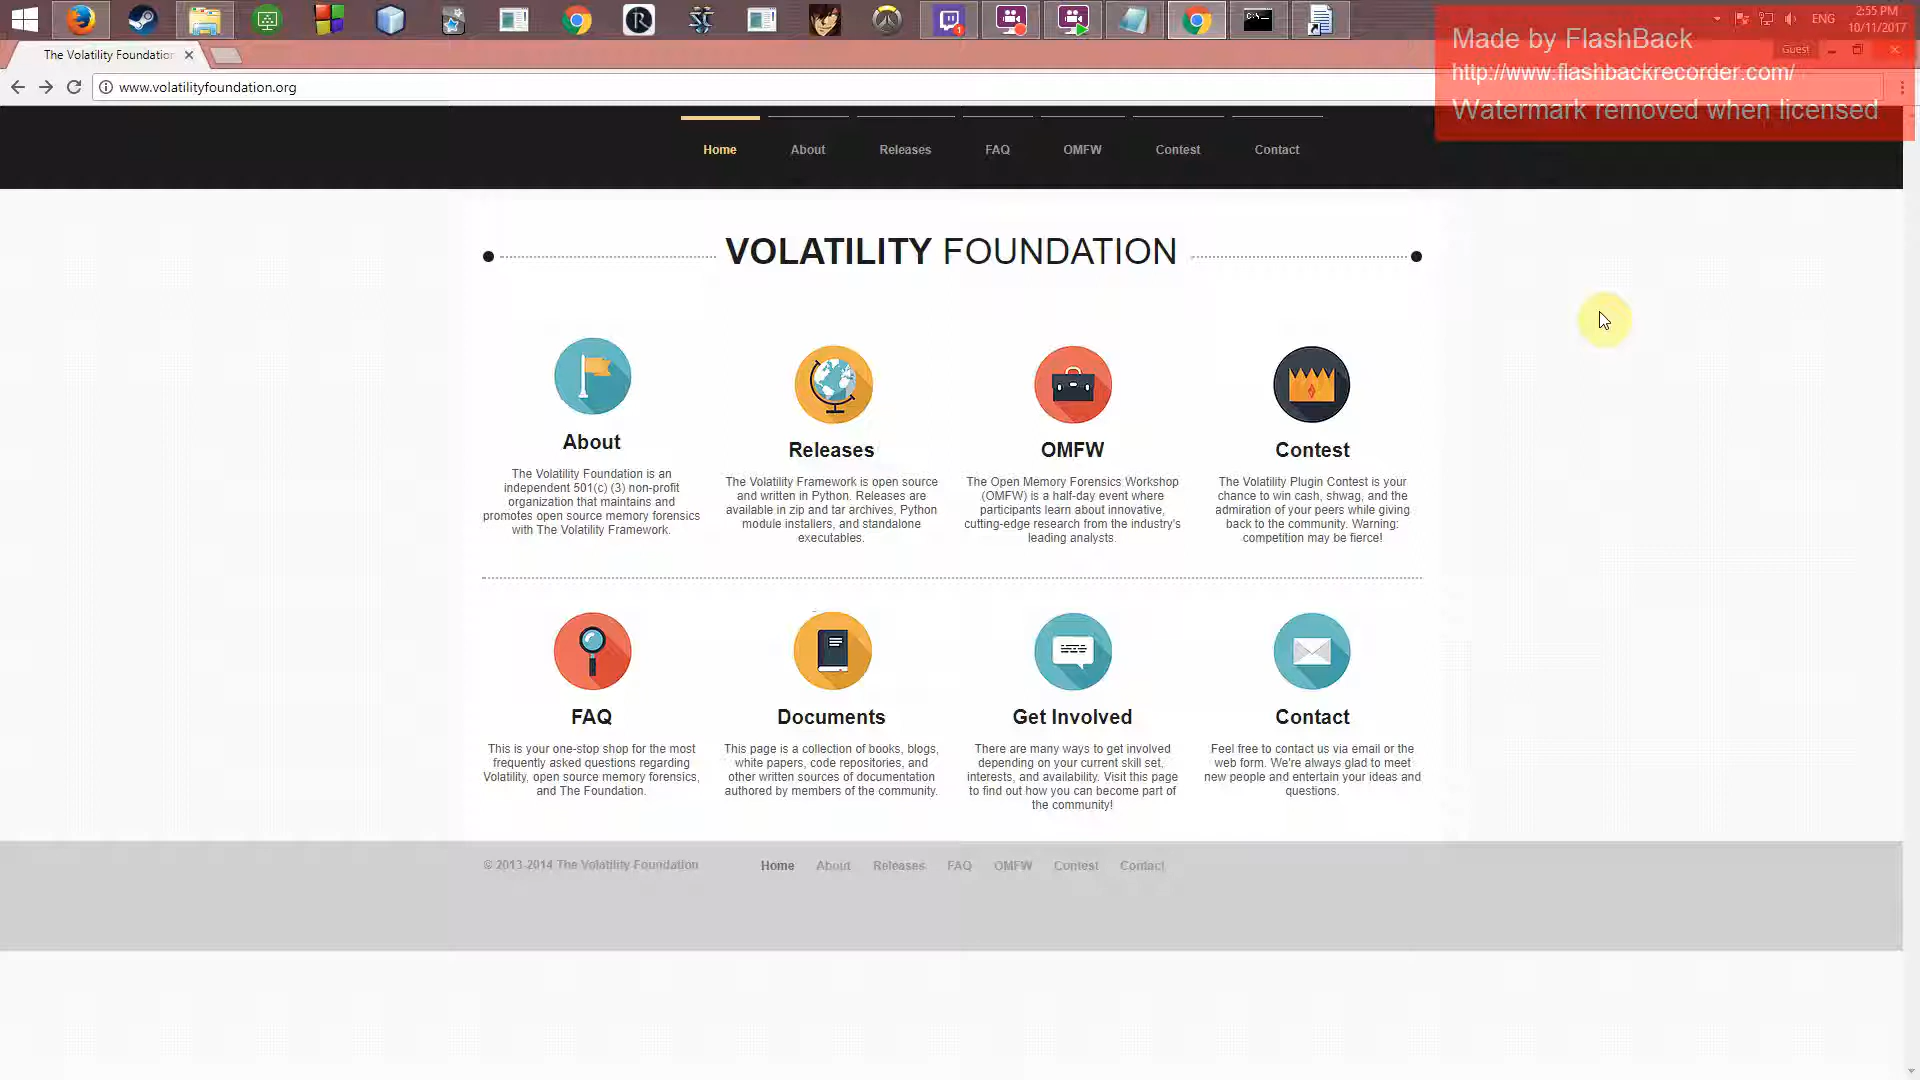 2:55 PM
ENG
10/11/2017
Made by FlashBack
http://www.flashbackrecorder.com/
Watermark removed when licensed
Guest
The Volatility Foundation
www.volatilityfoundation.org
Home About Releases FAQ OMFW Contest Contact
VOLATILITY FOUNDATION
About
The Volatility Foundation is an
independent 501(c) (3) non-profit
organization that maintains and
promotes open source memory forensics
with The Volatility Framework.
Releases
The Volatility Framework is open source
and written in Python. Releases are
available in zip and tar archives, Python
module installers, and standalone
executables.
OMFW
The Open Memory Forensics Workshop
(OMFW) is a half-day event where
participants learn about innovative,
cutting-edge research from the industry's
leading analysts.
Contest
The Volatility Plugin Contest is your
chance to win cash, shwag, and the
admiration of your peers while giving
back to the community. Warning:
competition may be fierce!
FAQ
This is your one-stop shop for the most
frequently asked questions regarding
Volatility, open source memory forensics,
and The Foundation.
Documents
This page is a collection of books, blogs,
white papers, code repositories, and
other written sources of documentation
authored by members of the community.
Get Involved
There are many ways to get involved
depending on your current skill set,
interests, and availability. Visit this page
to find out how you can become part of
the community!
Contact
Feel free to contact us via email or the
web form. We're always glad to meet
new people and entertain your ideas and
questions.
© 2013-2014 The Volatility Foundation
Home About Releases FAQ OMFW Contest Contact